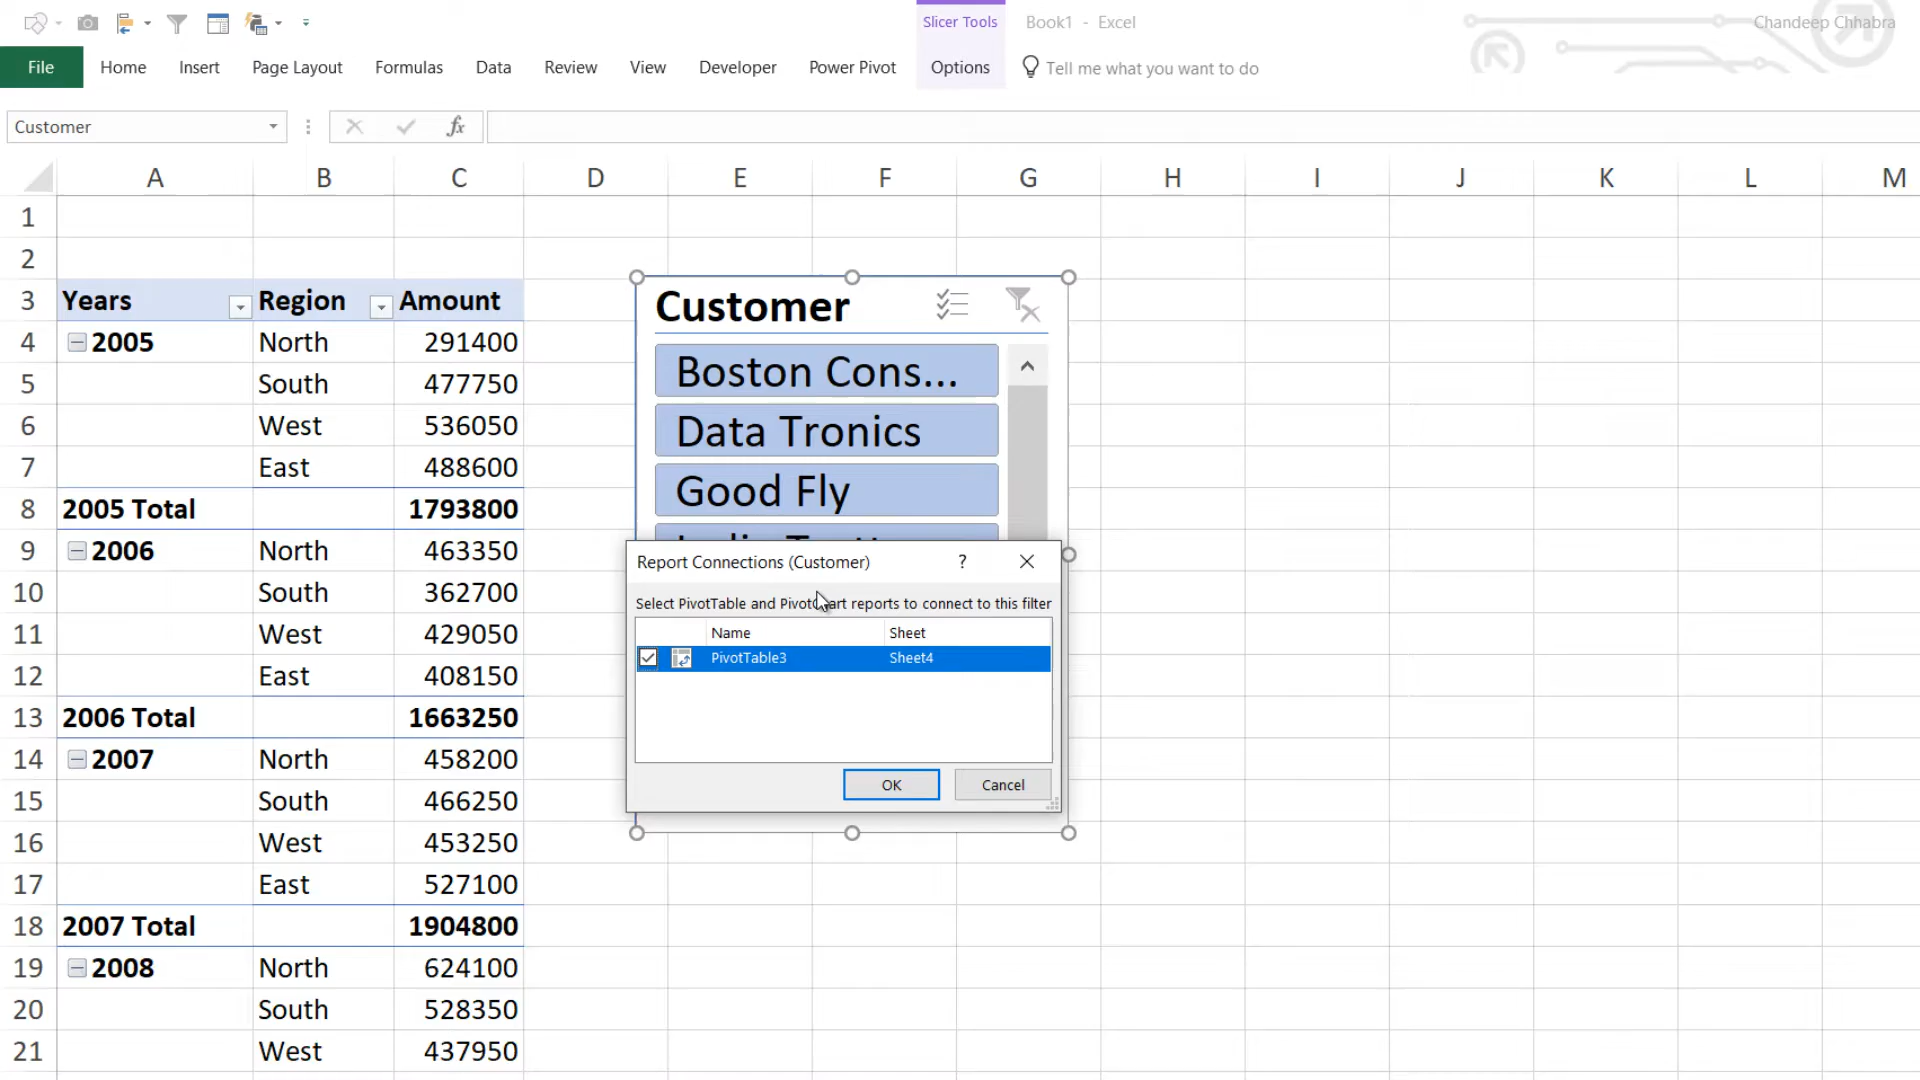 Slicer Tools Book1 - Excel Chandeep Chhabra
File Home Insert Page Layout Formulas Data Review View Developer Power Pivot Options Tell me what you want to do
Customer fx
A B C D E F G H I J K L M
1
2
3 Years Region Amount
4 2005 North 291400
5 South 477750
6 West 536050
7 East 488600
8 2005 Total 1793800
9 2006 North 463350
10 South 362700
11 West 429050
12 East 408150
13 2006 Total 1663250
14 2007 North 458200
15 South 466250
16 West 453250
17 East 527100
18 2007 Total 1904800
19 2008 North 624100
20 South 528350
21 West 437950
Customer
Boston Cons...
Data Tronics
Good Fly
Report Connections (Customer) ?
Select PivotTable and PivotChart reports to connect to this filter
Name Sheet
PivotTable3 Sheet4
OK Cancel